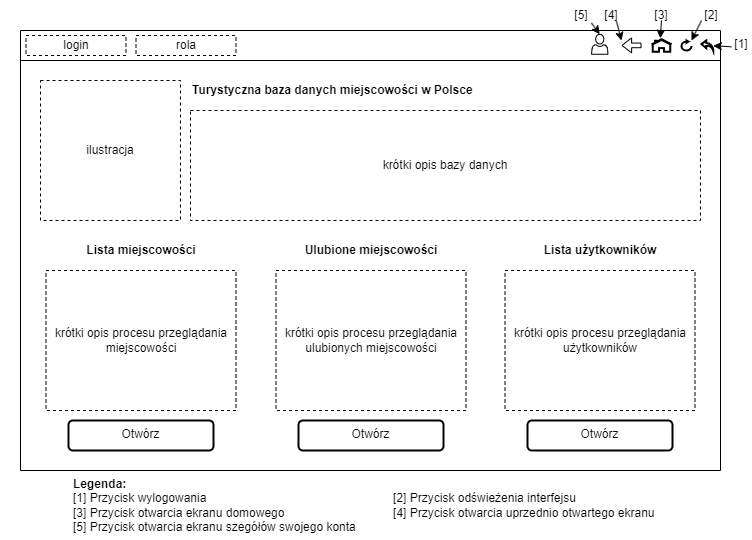 [5] [4] [3] [2]
login rola [1]
Turystyczna baza danych miejscowości w Polsce
ilustracja
krótki opis bazy danych
Lista miejscowości Ulubione miejscowości Lista użytkowników
krótki opis procesu przeglądania
miejscowości
krótki opis procesu przeglądania
ulubionych miejscowości
krótki opis procesu przeglądania
użytkowników
Otwórz Otwórz Otwórz
Legenda:
[1] Przycisk wylogowania [2] Przycisk odświeżenia interfejsu
[3] Przycisk otwarcia ekranu domowego [4] Przycisk otwarcia uprzednio otwartego ekranu
[5] Przycisk otwarcia ekranu szegółów swojego konta